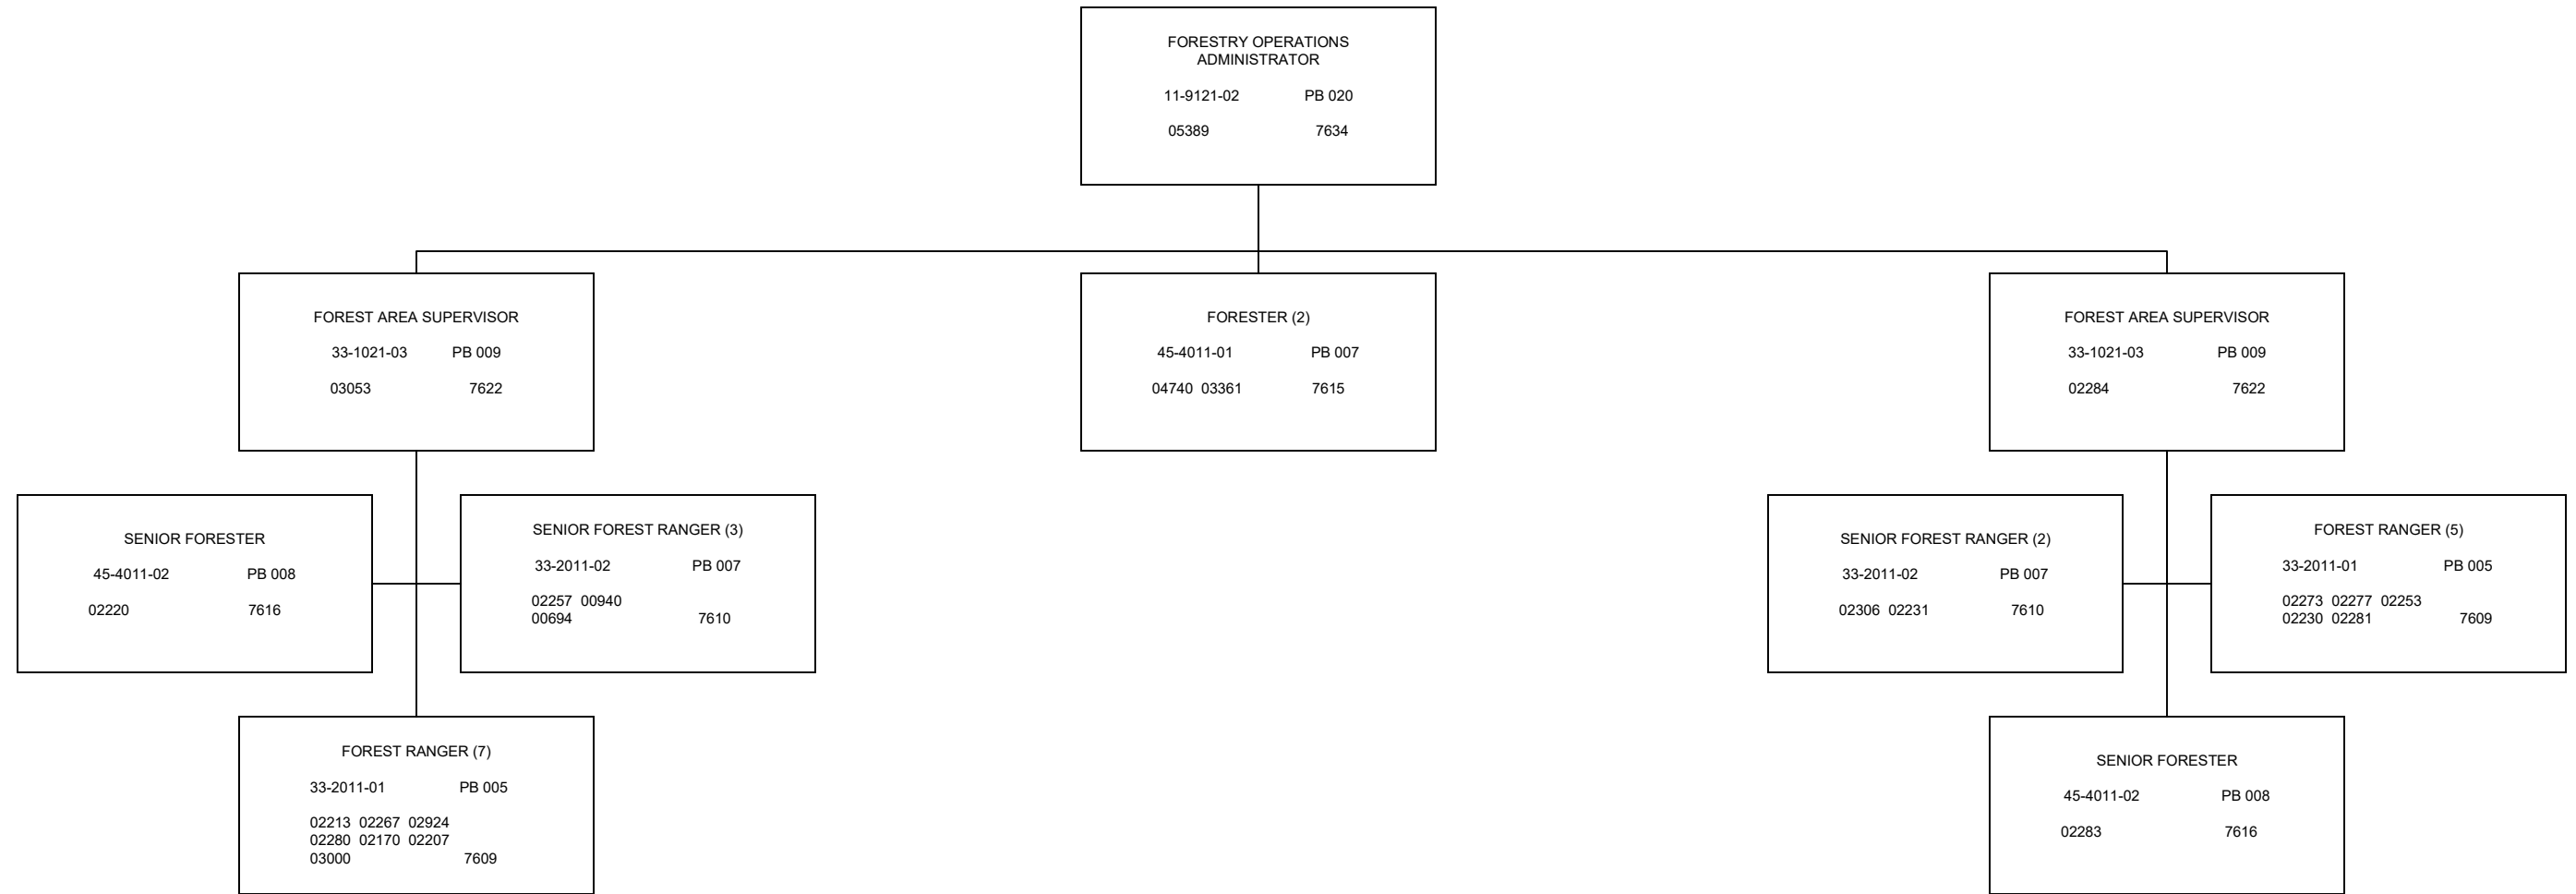 FORESTRY OPERATIONS
ADMINISTRATOR
11-9121-02 PB 020
05389 7634
FOREST AREA SUPERVISOR
33-1021-03 PB 009
03053 7622
FORESTER (2)
45-4011-01 PB 007
04740 03361 7615
FOREST AREA SUPERVISOR
33-1021-03 PB 009
02284 7622
SENIOR FORESTER
45-4011-02 PB 008
02220 7616
SENIOR FOREST RANGER (3)
33-2011-02 PB 007
02257 00940
00694 7610
SENIOR FOREST RANGER (2)
33-2011-02 PB 007
02306 02231 7610
FOREST RANGER (5)
33-2011-01 PB 005
02273 02277 02253
02230 02281 7609
FOREST RANGER (7)
33-2011-01 PB 005
02213 02267 02924
02280 02170 02207
03000 7609
SENIOR FORESTER
45-4011-02 PB 008
02283 7616